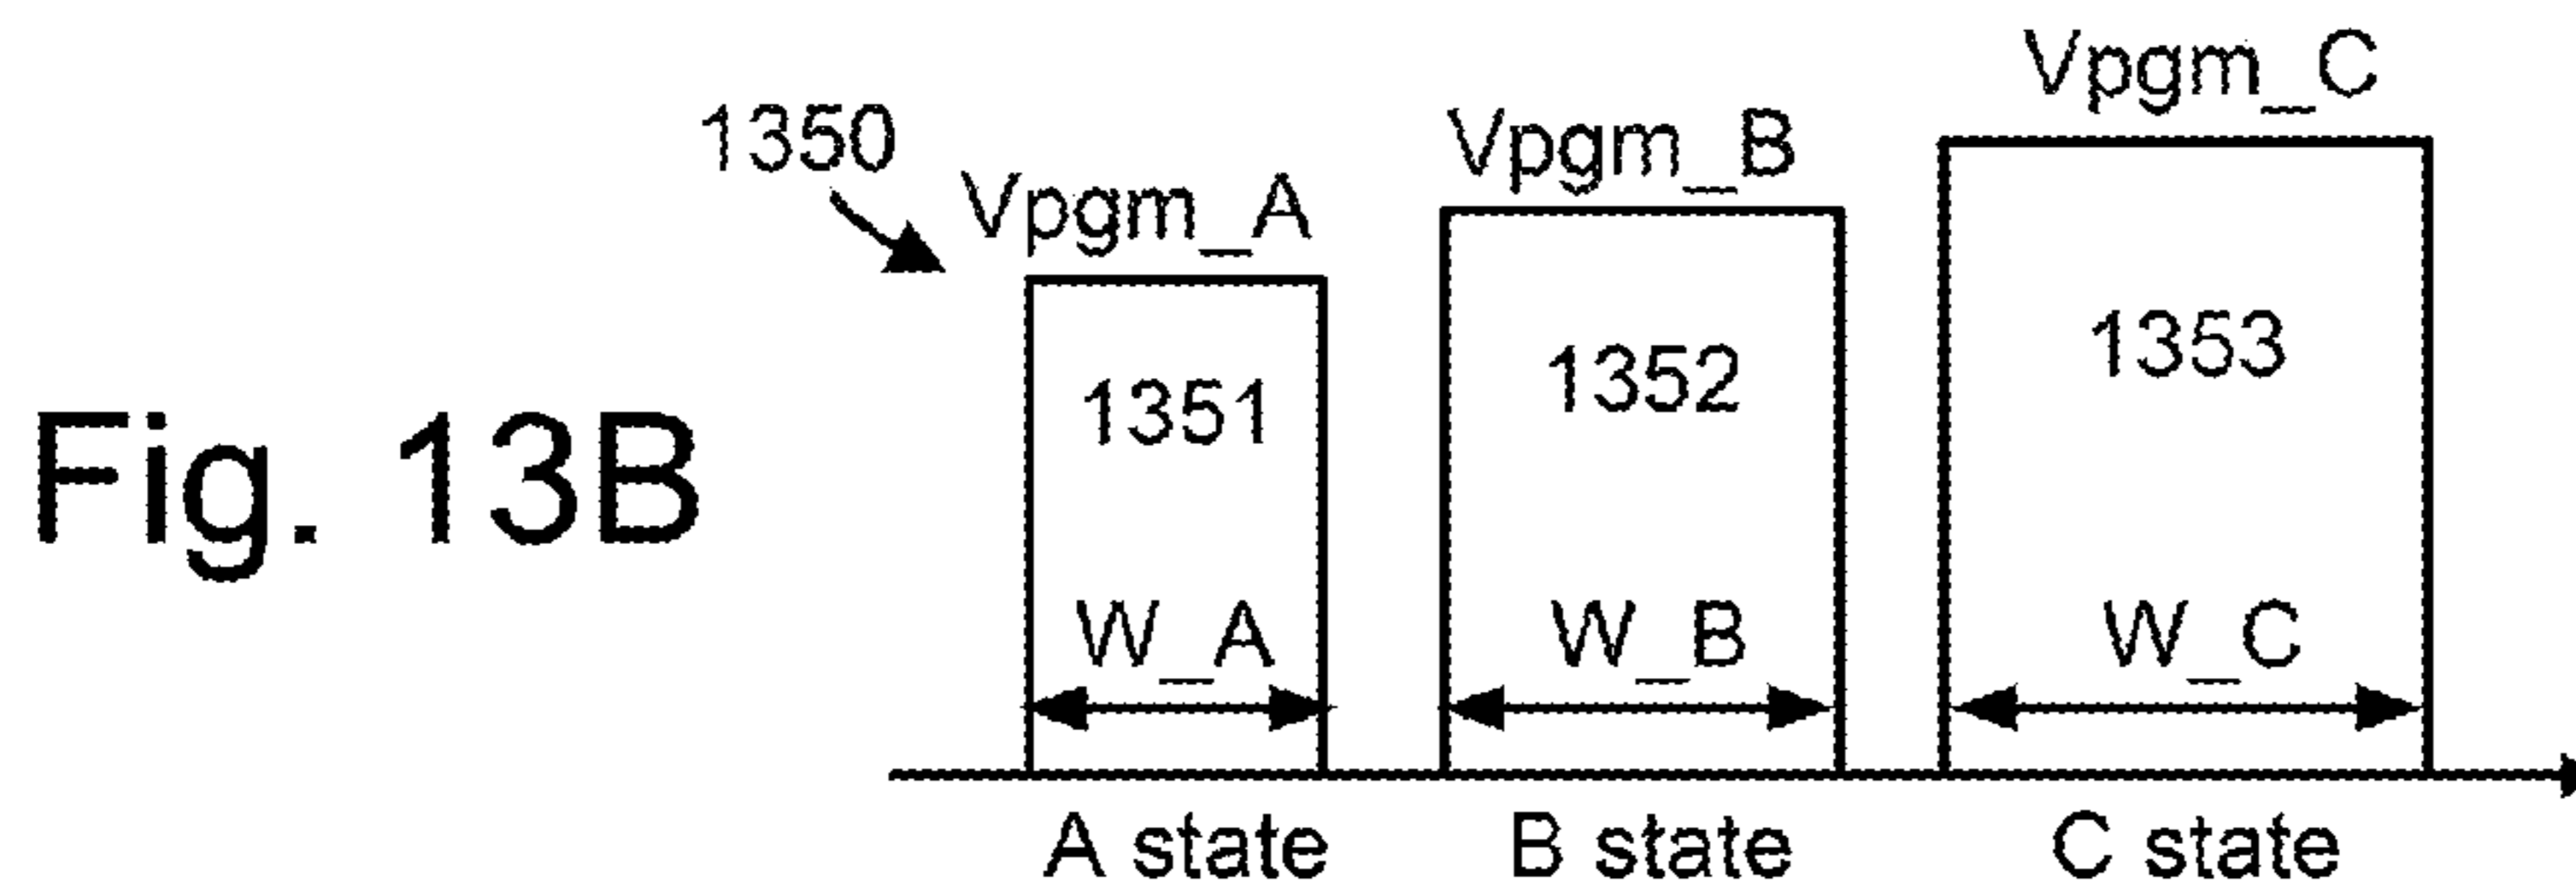 Fig. 13B
1350
Vpgm_A
Vpgm_B
Vpgm_C
1351
1352
1353
W_A
W_B
W_C
A state
B state
C state